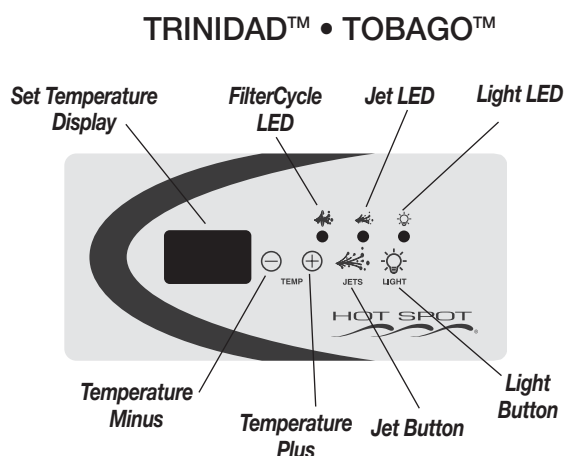 TRINIDAD™ • TOBAGO™
Set Temperature
Display
FilterCycle
LED
Jet LED
Light LED
TEMP
JETS
LIGHT
HOT SPOT®
Temperature
Minus
Temperature
Plus
Jet Button
Light
Button